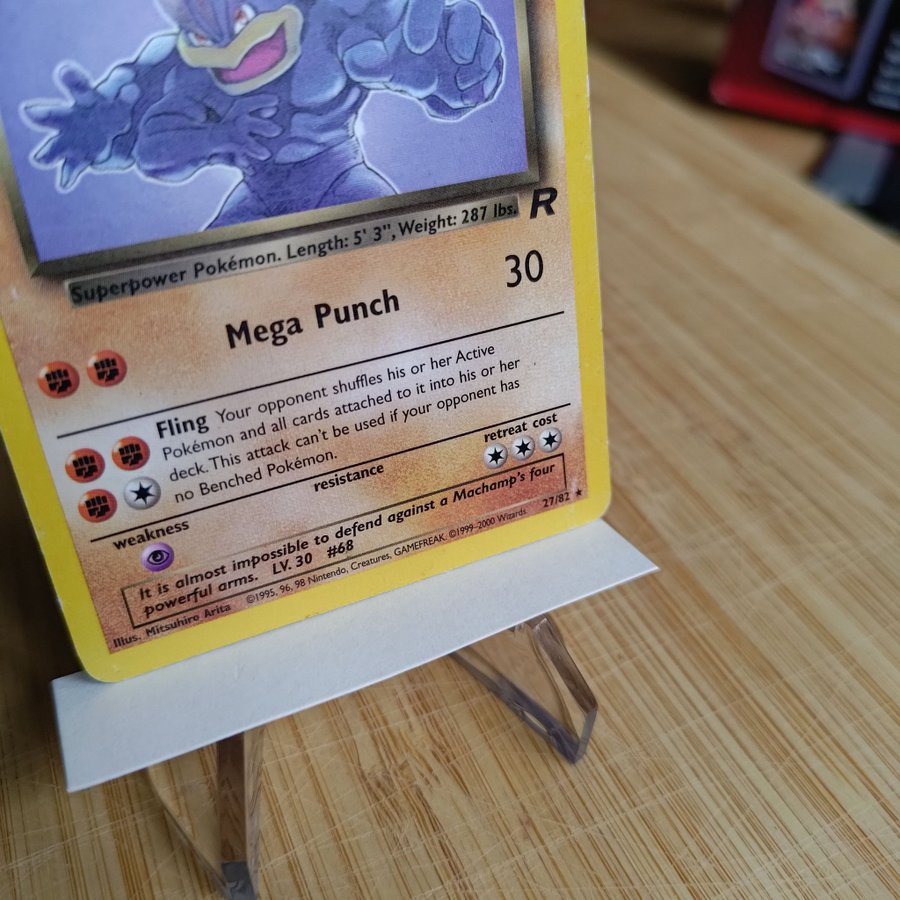 Superpower Pokémon. Length: 5' 3", Weight: 287 lbs.
R
Mega Punch 30
Fling Your opponent shuffles his or her Active
Pokémon and all cards attached to it into his or her
deck. This attack can't be used if your opponent has
no Benched Pokémon.
weakness resistance retreat cost
It is almost impossible to defend against a Machamp's four
powerful arms. LV. 30 #68
Illus. Mitsuhiro Arita ©1995, 96, 98 Nintendo, Creatures, GAMEFREAK. ©1999-2000 Wizards. 27/82 ★